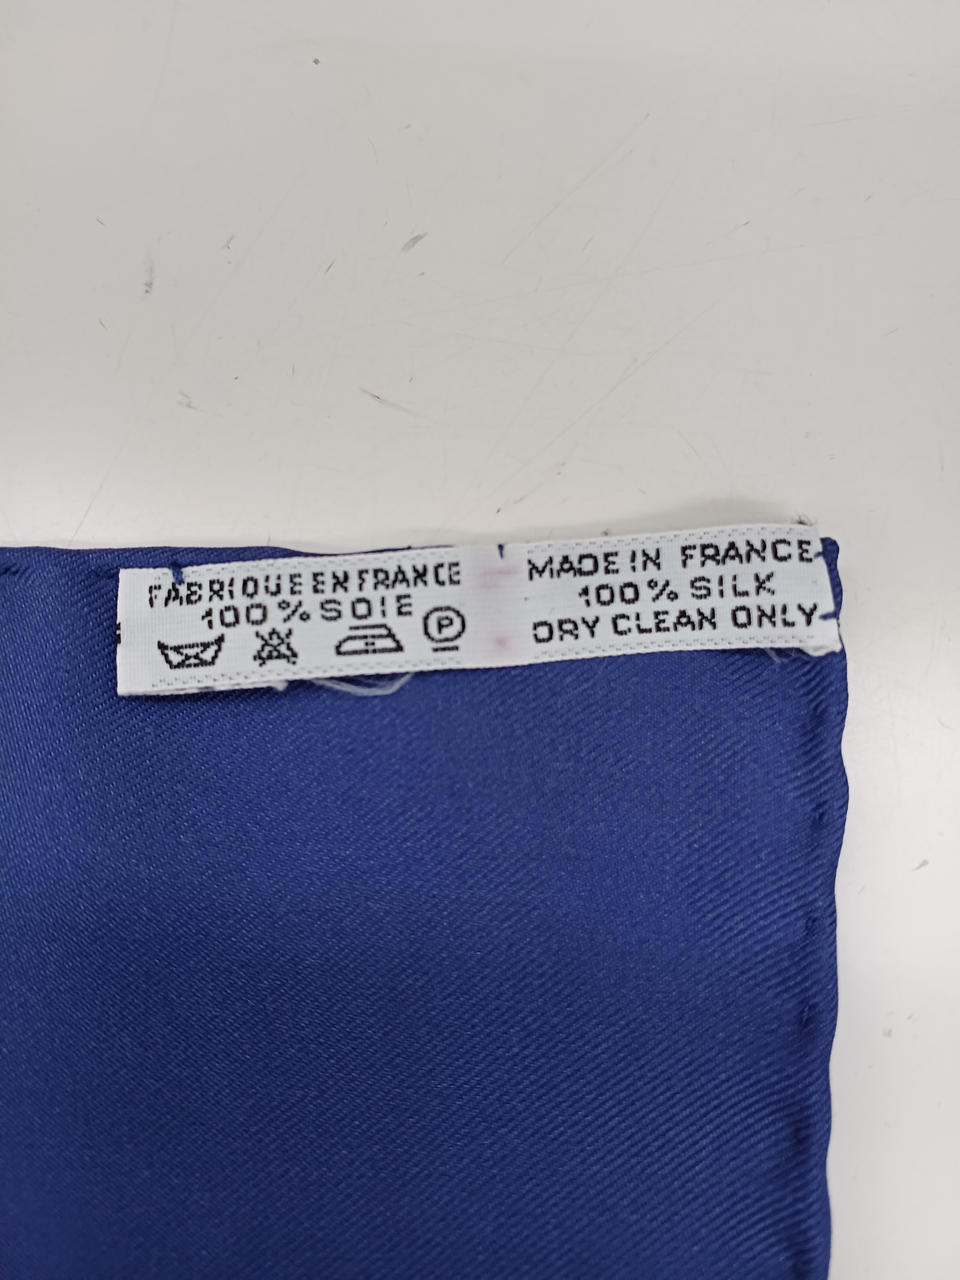 FABRIQUE EN FRANCE
100% SOIE
P
MADE IN FRANCE
100% SILK
DRY CLEAN ONLY